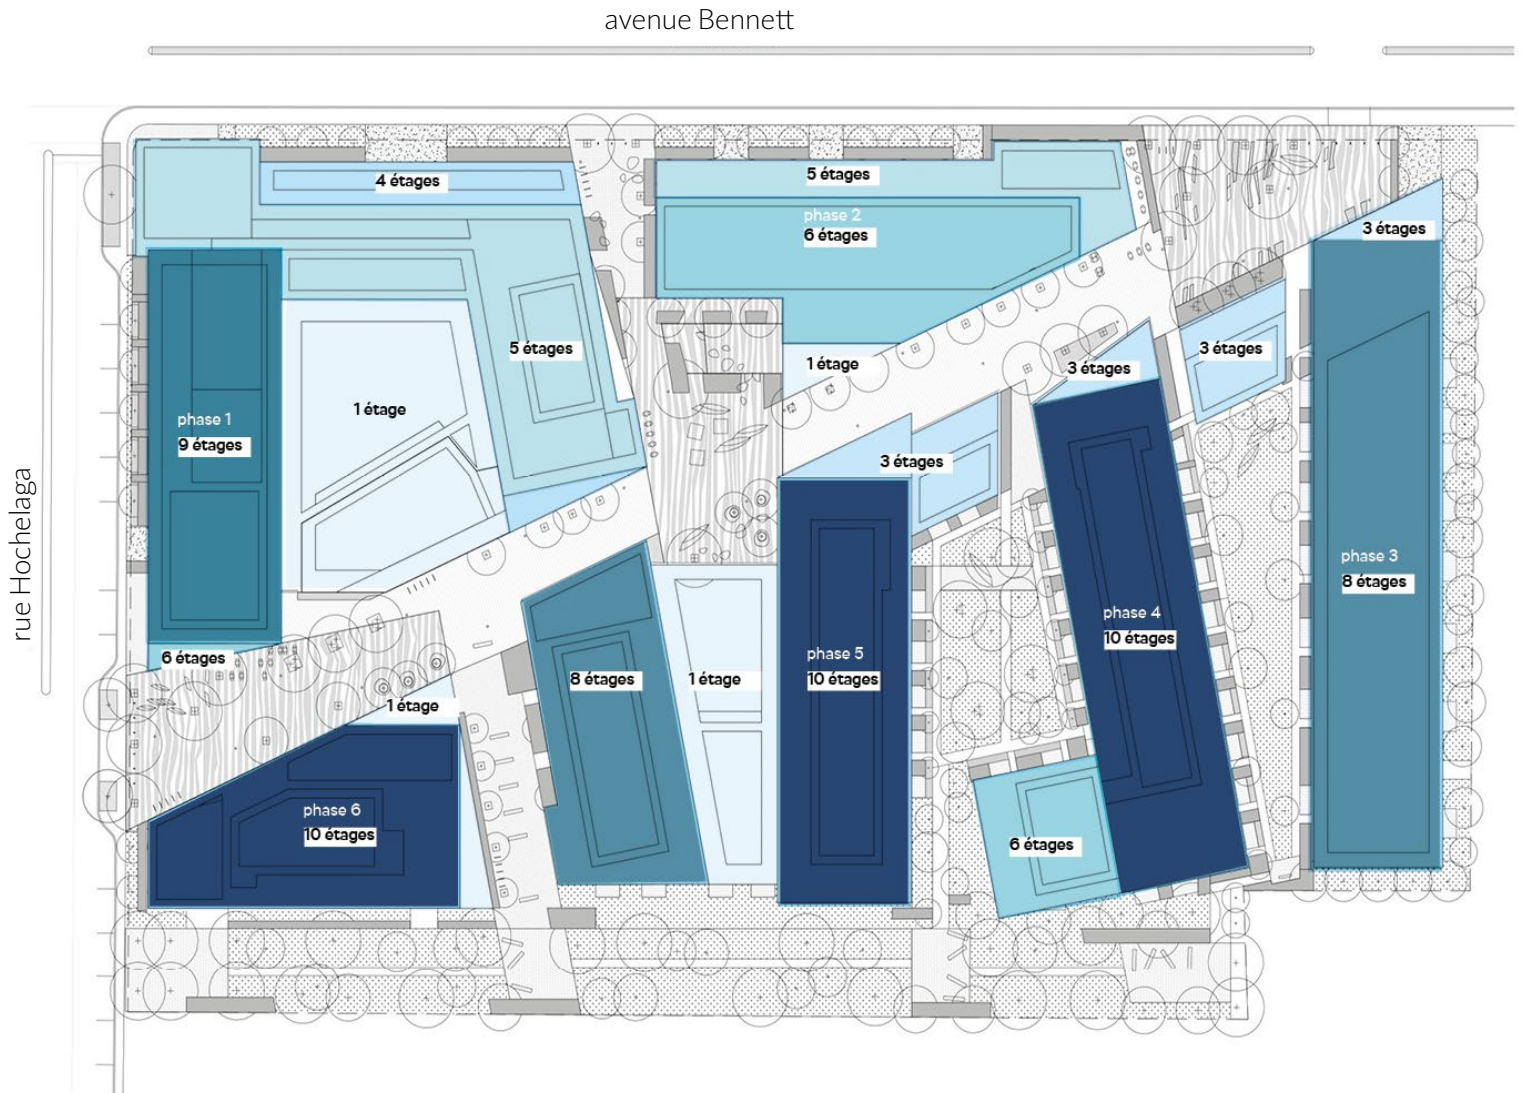 avenue Bennett
4 étages
5 étages
phase 2
6 étages
3 étages
5 étages
1 étage
3 étages
3 étages
1 étage
phase 1
9 étages
3 étages
rue Hochelaga
phase 3
8 étages
phase 4
10 étages
6 étages
8 étages
1 étage
phase 5
10 étages
1 étage
phase 6
10 étages
6 étages